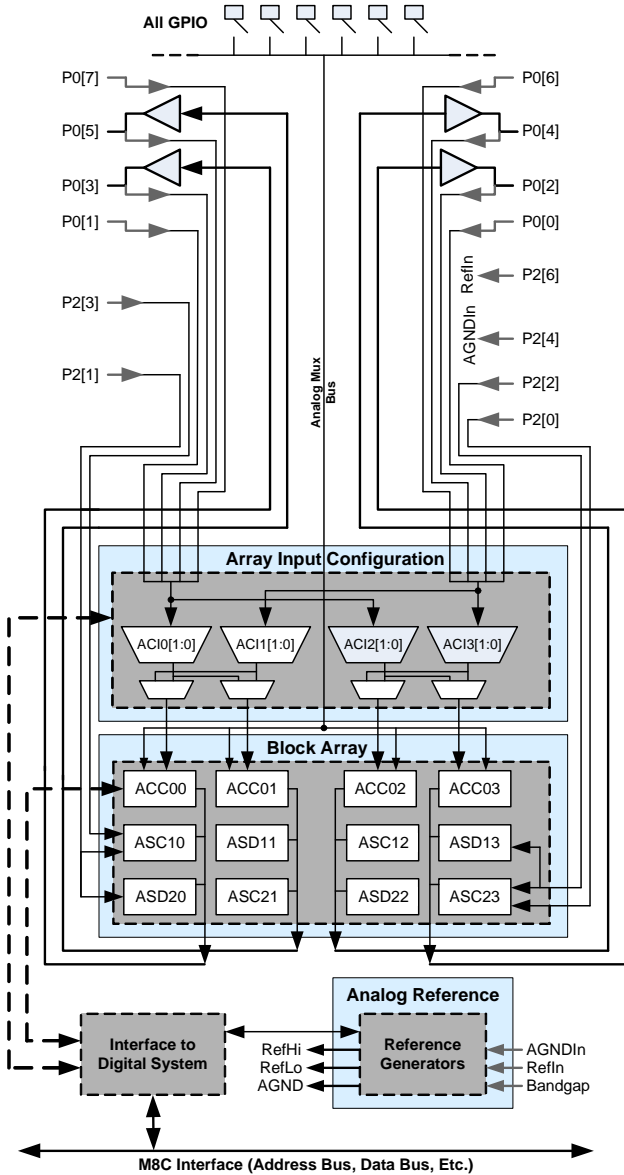 All GPIO
P0[7]
P0[6]
P0[5]
P0[4]
P0[3]
P0[2]
P0[1]
P0[0]
RefIn
P2[6]
P2[3]
AGNDIn
P2[4]
P2[1]
P2[2]
P2[0]
Analog Mux
Bus
Array Input Configuration
ACI0[1:0] ACI1[1:0] ACI2[1:0] ACI3[1:0]
Block Array
ACC00 ACC01 ACC02 ACC03
ASC10 ASD11 ASC12 ASD13
ASD20 ASC21 ASD22 ASC23
Analog Reference
Interface to
Digital System
Reference
Generators
RefHi
RefLo
AGND
AGNDIn
RefIn
Bandgap
M8C Interface (Address Bus, Data Bus, Etc.)